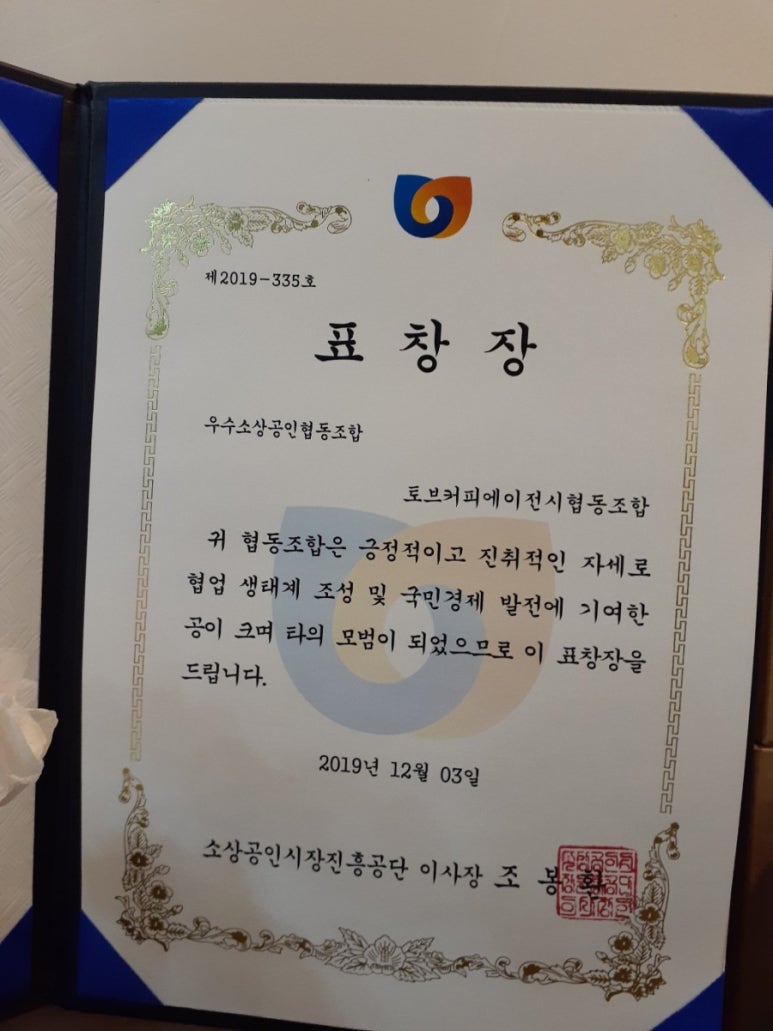 제2019-335호
표 창 장
우수소상공인협동조합
토브커피에이전시협동조합
귀 협동조합은 긍정적이고 진취적인 자세로
협업 생태계 조성 및 국민경제 발전에 기여한
공이 크며 타의 모범이 되었으므로 이 표창장을
드립니다.
2019년 12월 03일
소상공인시장진흥공단 이사장 조 봉 환